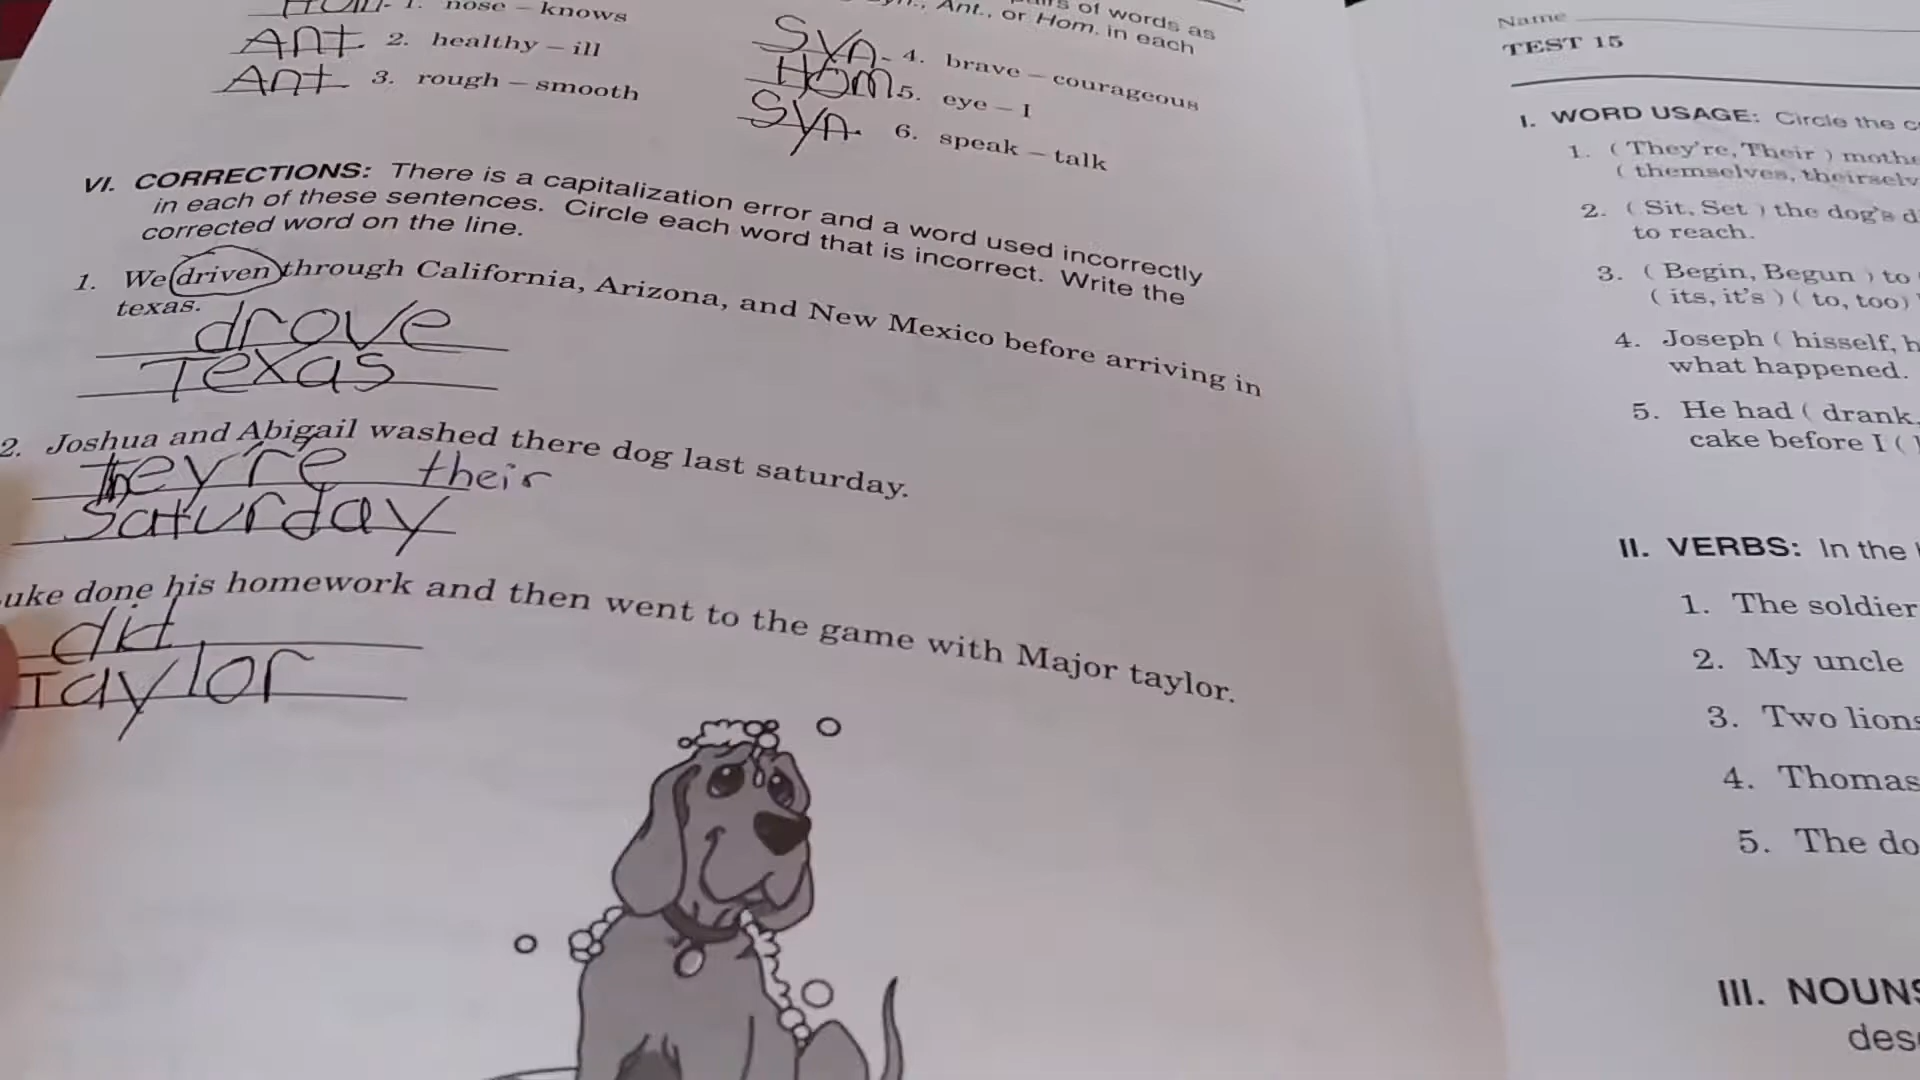 Hom. 1. nose – knows
Ant. 2. healthy – ill
Ant. 3. rough – smooth
of words as
Ant., or Hom. in each
Syn. 4. brave – courageous
Hom 5. eye – I
Syn. 6. speak – talk
VI. CORRECTIONS: There is a capitalization error and a word used incorrectly
in each of these sentences. Circle each word that is incorrect. Write the
corrected word on the line.
1. We driven through California, Arizona, and New Mexico before arriving in
texas.
drove
Texas
2. Joshua and Abigail washed there dog last saturday.
They're their
Saturday
uke done his homework and then went to the game with Major taylor.
did
Taylor
Name
TEST 15
I. WORD USAGE: Circle the c
1. ( They're, Their ) mothe
( themselves, theirselv
2. ( Sit, Set ) the dog's d
to reach.
3. ( Begin, Begun ) to
( its, it's ) ( to, too)
4. Joseph ( hisself, h
what happened.
5. He had ( drank,
cake before I (
II. VERBS: In the
1. The soldier
2. My uncle
3. Two lions
4. Thomas
5. The do
III. NOUNS
des